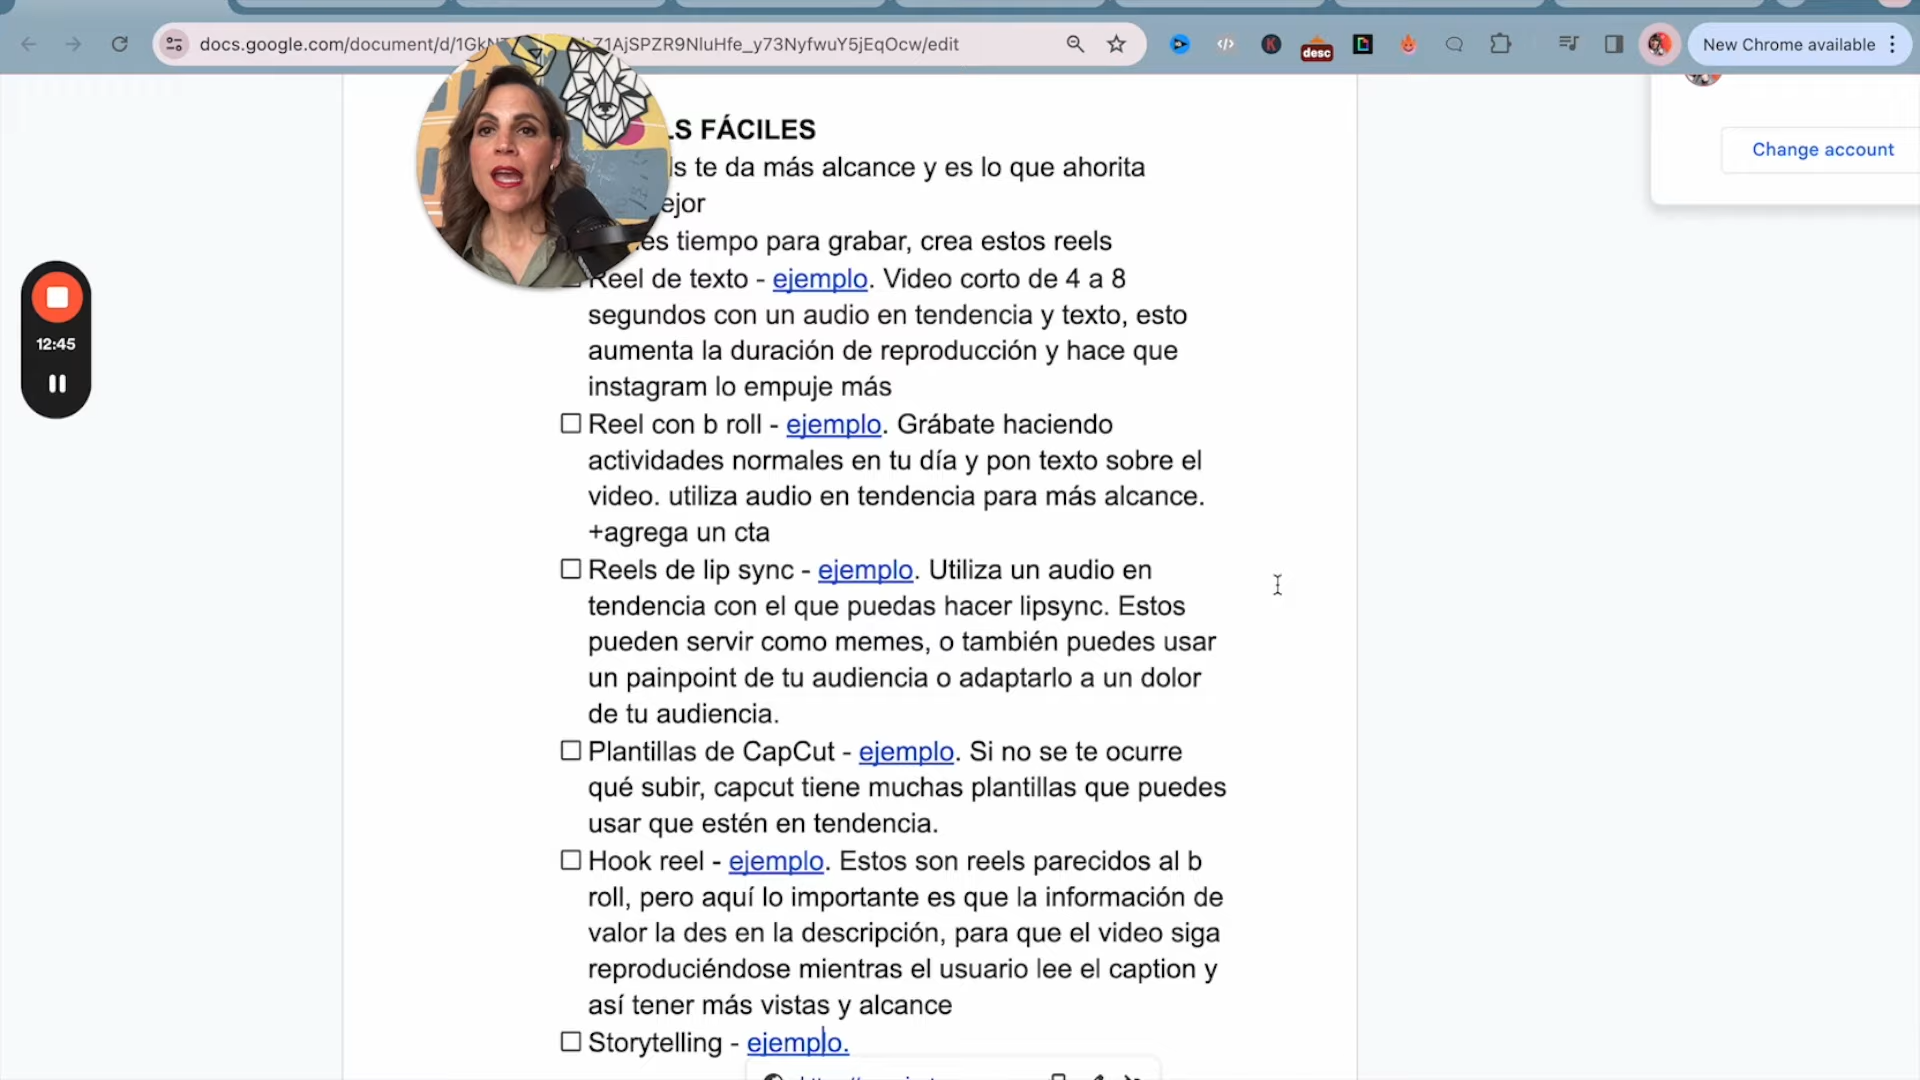 docs.google.com/document/d/1GkN 71AjSPZR9NluHfe_y73NyfwuY5jEqOcw/edit
desc
New Chrome available
LS FÁCILES
ls te da más alcance y es lo que ahorita
ejor
es tiempo para grabar, crea estos reels
Change account
Reel de texto - ejemplo. Video corto de 4 a 8
segundos con un audio en tendencia y texto, esto
aumenta la duración de reproducción y hace que
instagram lo empuje más
12:45
Reel con b roll - ejemplo. Grábate haciendo
actividades normales en tu día y pon texto sobre el
video. utiliza audio en tendencia para más alcance.
+agrega un cta
Reels de lip sync - ejemplo. Utiliza un audio en
tendencia con el que puedas hacer lipsync. Estos
pueden servir como memes, o también puedes usar
un painpoint de tu audiencia o adaptarlo a un dolor
de tu audiencia.
Plantillas de CapCut - ejemplo. Si no se te ocurre
qué subir, capcut tiene muchas plantillas que puedes
usar que estén en tendencia.
Hook reel - ejemplo. Estos son reels parecidos al b
roll, pero aquí lo importante es que la información de
valor la des en la descripción, para que el video siga
reproduciéndose mientras el usuario lee el caption y
así tener más vistas y alcance
Storytelling - ejemplo.